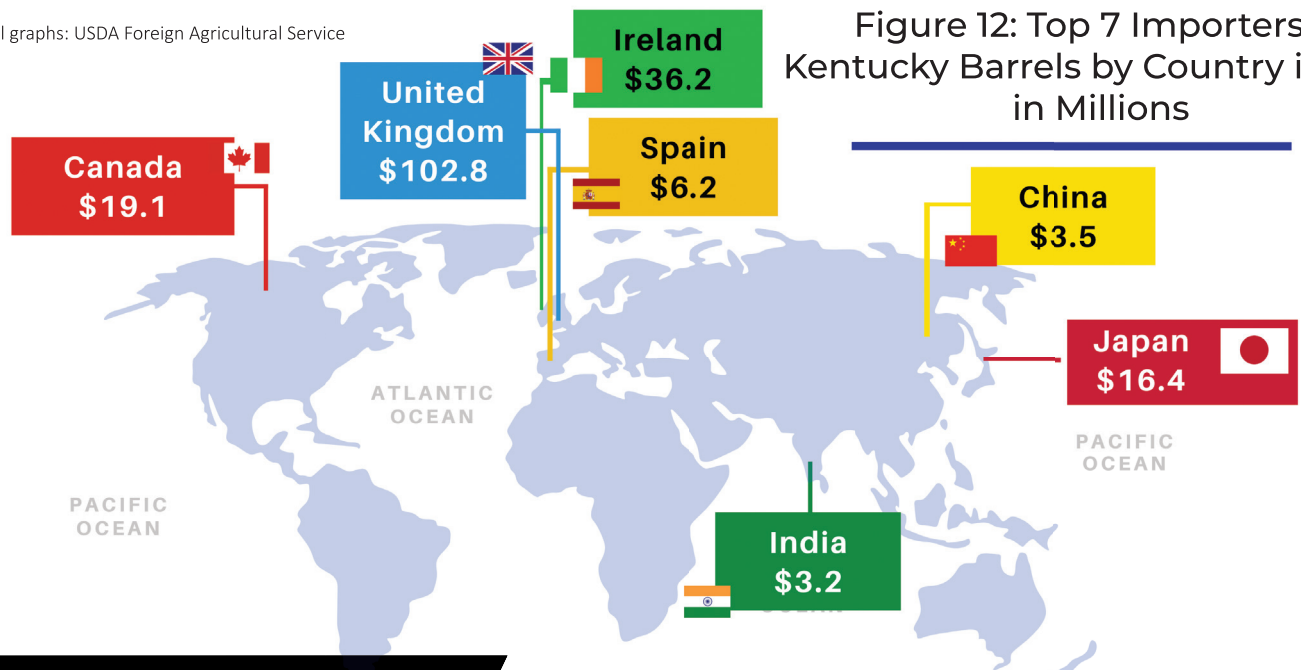 l graphs: USDA Foreign Agricultural Service
Figure 12: Top 7 Importers
Kentucky Barrels by Country i
in Millions
Ireland
$36.2
United
Kingdom
$102.8
Spain
$6.2
Canada
$19.1
China
$3.5
Japan
$16.4
ATLANTIC
OCEAN
PACIFIC
OCEAN
PACIFIC
OCEAN
India
$3.2